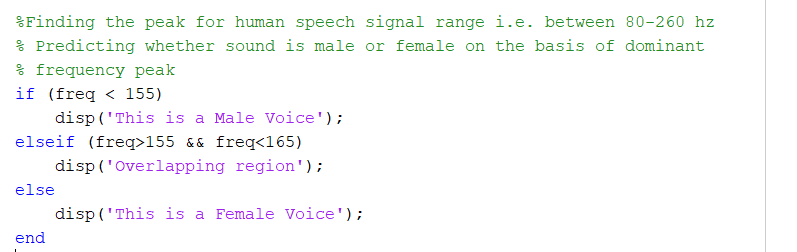 %Finding the peak for human speech signal range i.e. between 80-260 hz
% Predicting whether sound is male or female on the basis of dominant
% frequency peak
if (freq < 155)
    disp('This is a Male Voice');
elseif (freq>155 && freq<165)
    disp('Overlapping region');
else
    disp('This is a Female Voice');
end